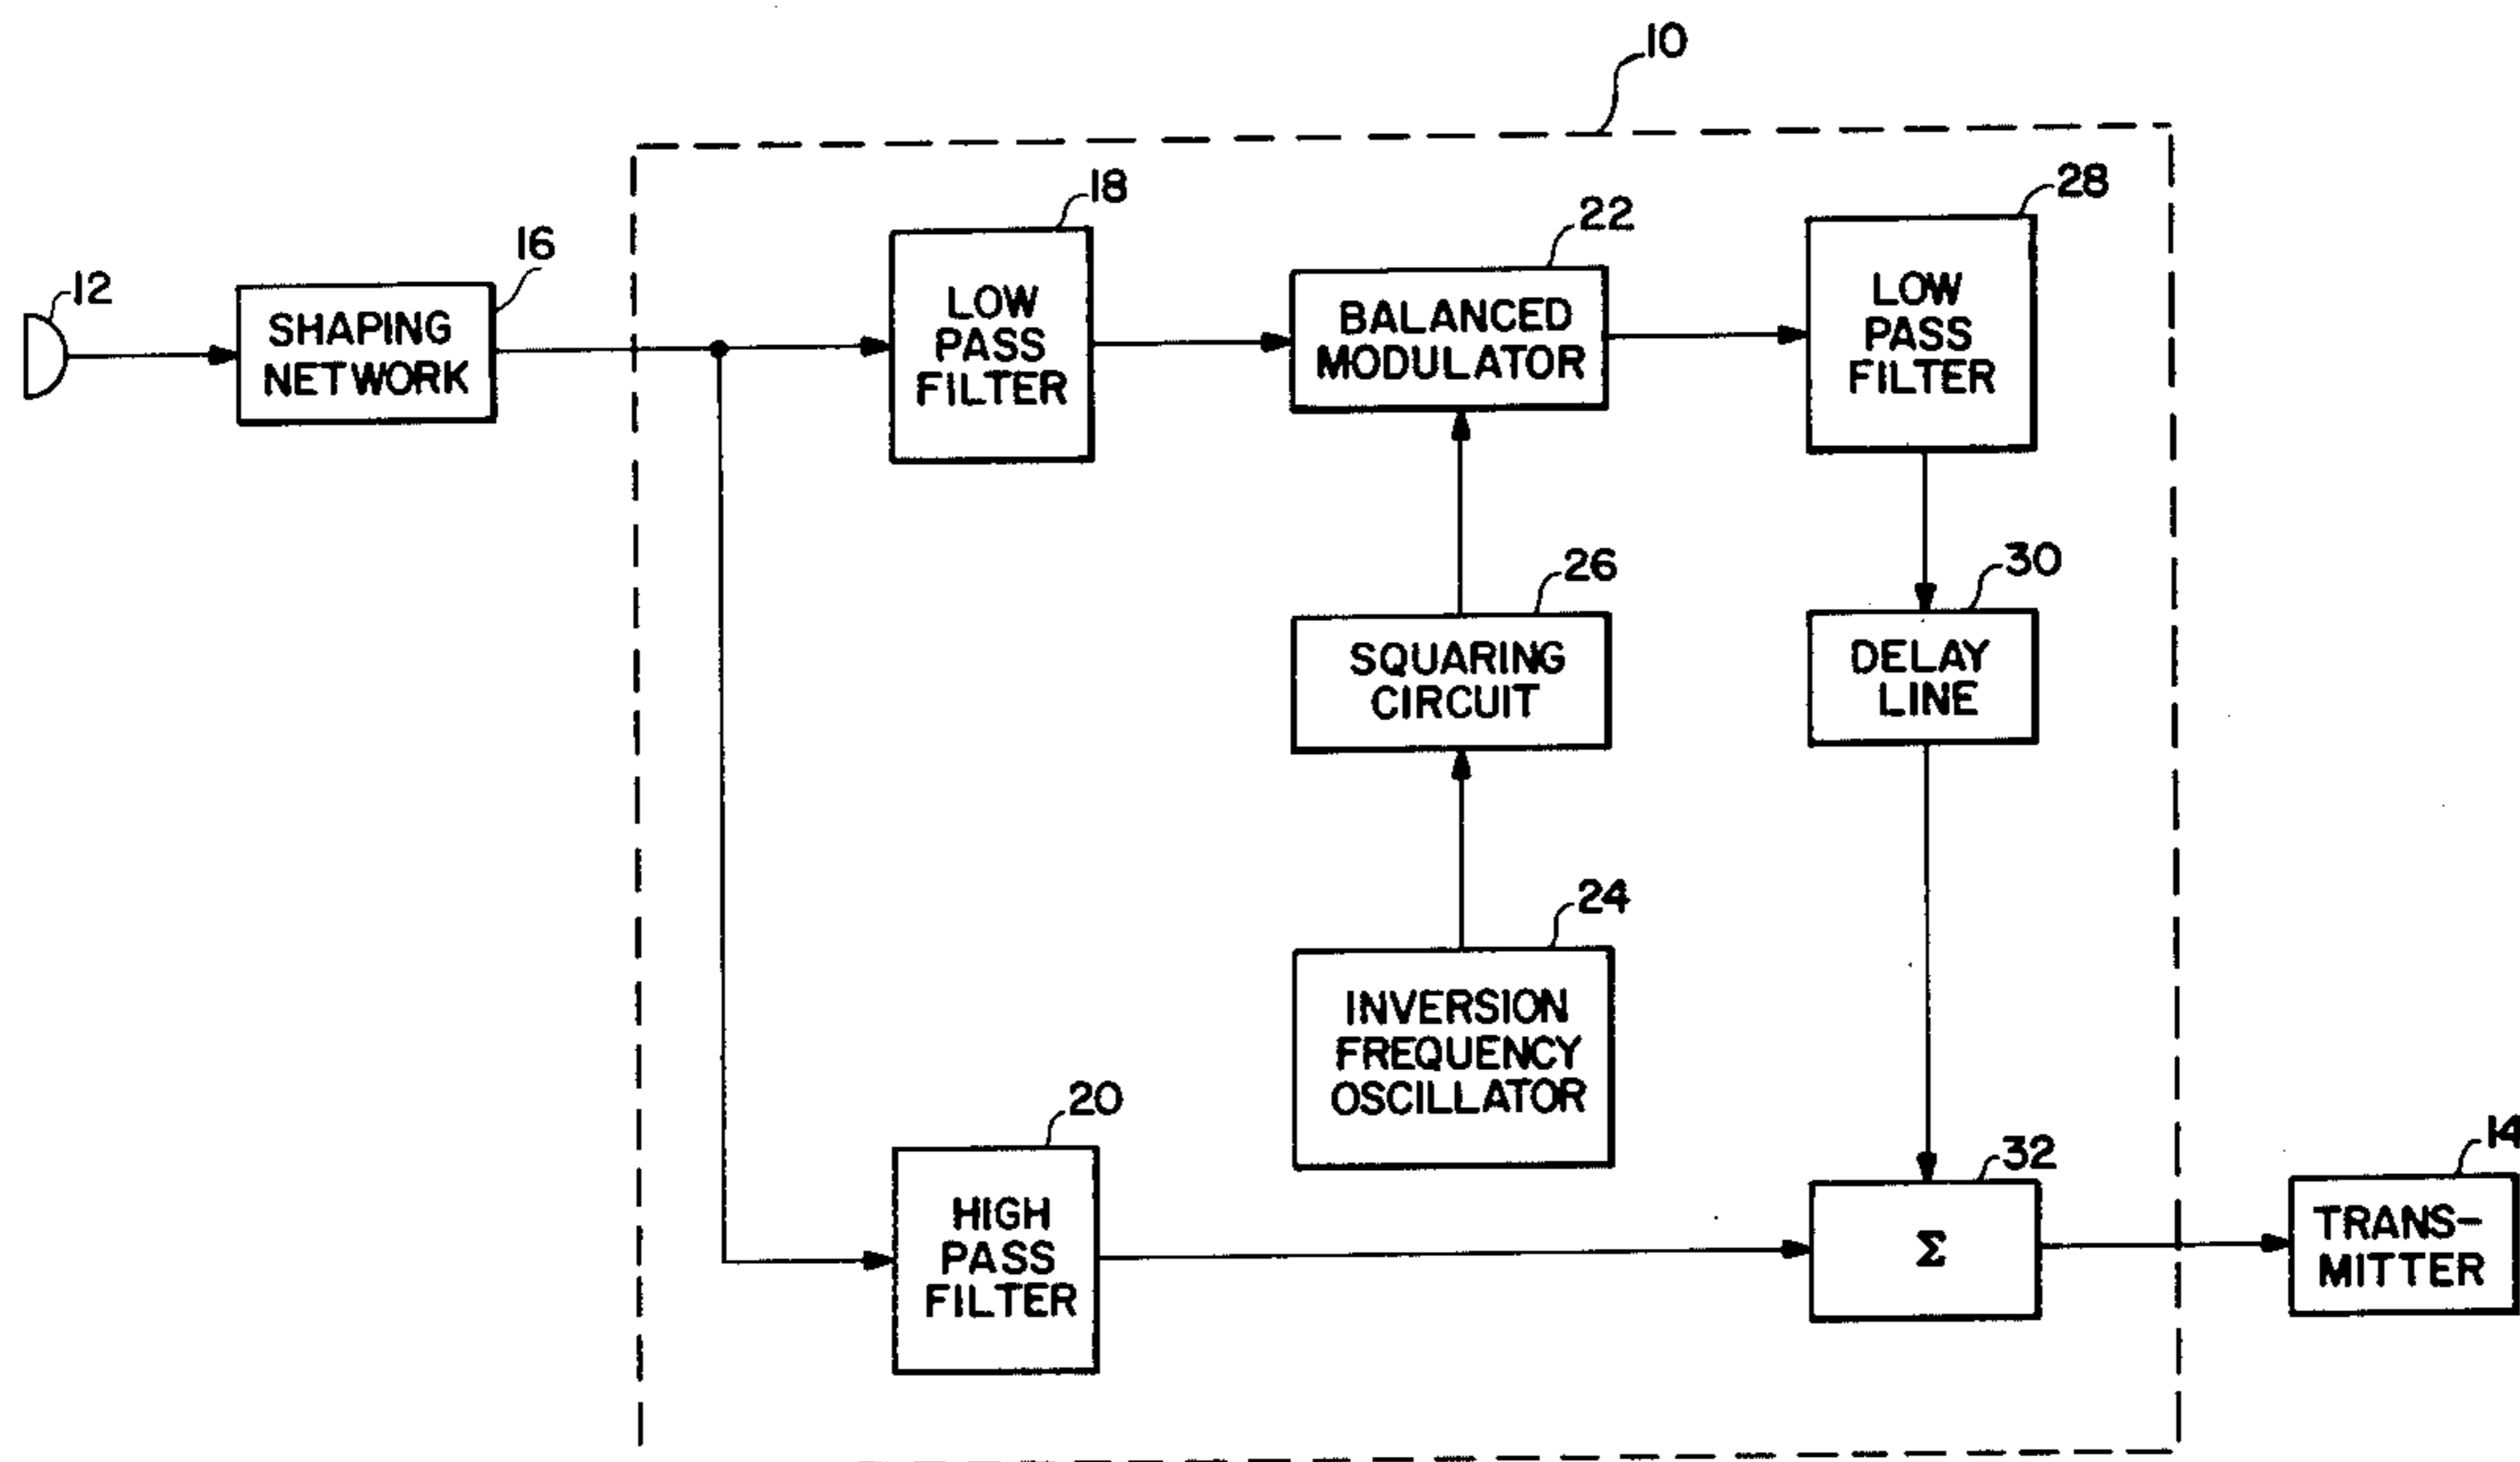 10
12
16
SHAPING
NETWORK
18
LOW
PASS
FILTER
22
BALANCED
MODULATOR
28
LOW
PASS
FILTER
26
SQUARING
CIRCUIT
30
DELAY
LINE
24
INVERSION
FREQUENCY
OSCILLATOR
20
HIGH
PASS
FILTER
32
Σ
14
TRANS-
MITTER